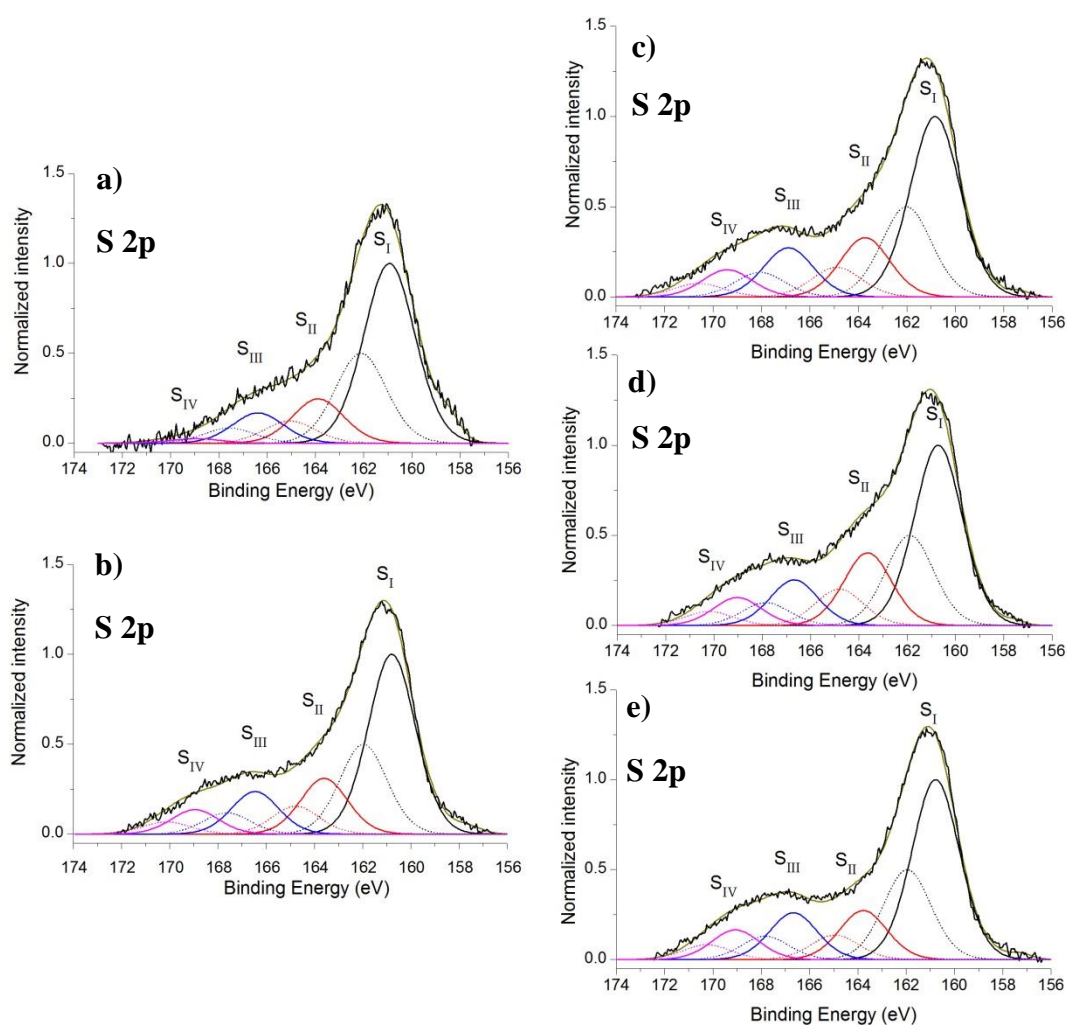 a)
S 2p
Normalized intensity
1.5
1.0
0.5
0.0
S_I
S_II
S_III
S_IV
174 172 170 168 166 164 162 160 158 156
Binding Energy (eV)
b)
S 2p
Normalized intensity
1.5
1.0
0.5
0.0
S_I
S_II
S_III
S_IV
174 172 170 168 166 164 162 160 158 156
Binding Energy (eV)
c)
S 2p
Normalized intensity
1.5
1.0
0.5
0.0
S_I
S_II
S_III
S_IV
174 172 170 168 166 164 162 160 158 156
Binding Energy (eV)
d)
S 2p
Normalized intensity
1.5
1.0
0.5
0.0
S_I
S_II
S_III
S_IV
174 172 170 168 166 164 162 160 158 156
Binding Energy (eV)
e)
S 2p
Normalized intensity
1.5
1.0
0.5
0.0
S_I
S_II
S_III
S_IV
174 172 170 168 166 164 162 160 158 156
Binding Energy (eV)